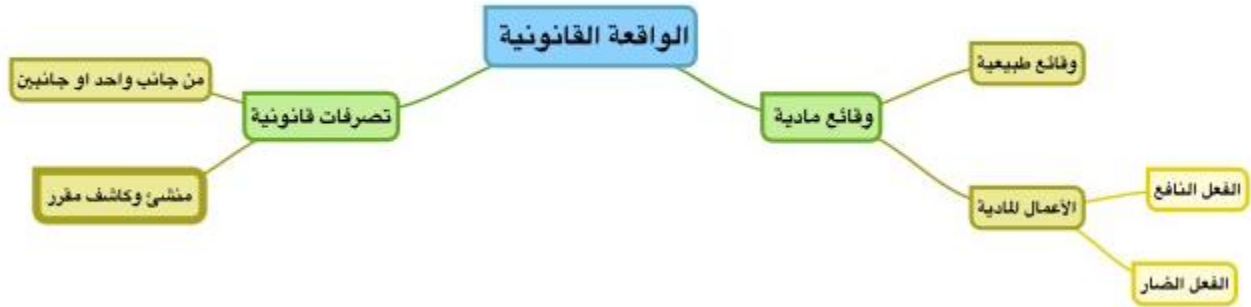 الواقعة القانونية
وقائع مادية
وقائع طبيعية
الأعمال المادية
الفعل النافع
الفعل الضار
تصرفات قانونية
من جانب واحد او جانبين
منشئ وكاشف مقرر